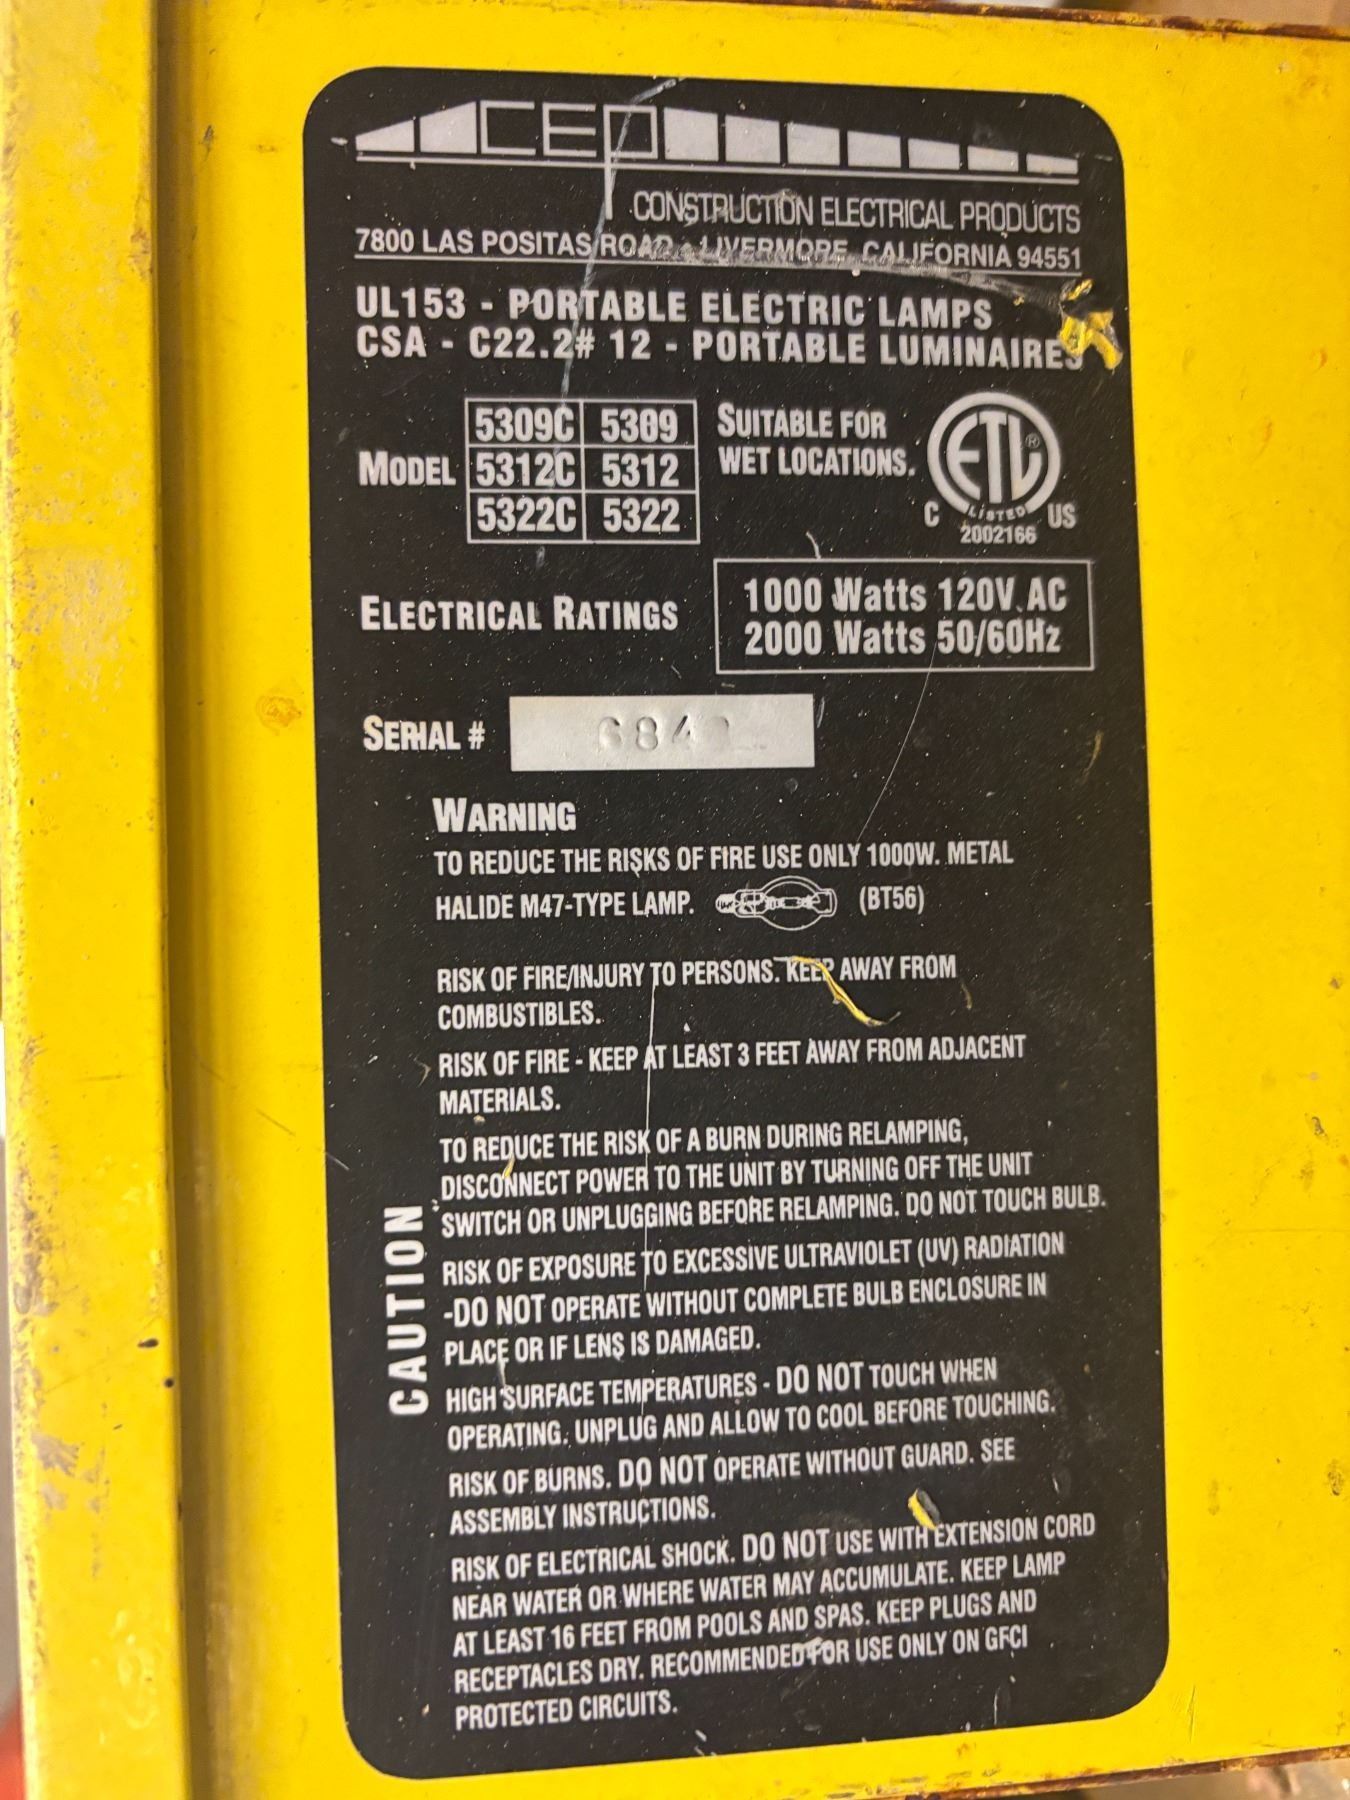 CEP
CONSTRUCTION ELECTRICAL PRODUCTS
7800 LAS POSITAS ROAD • LIVERMORE, CALIFORNIA 94551
UL153 - PORTABLE ELECTRIC LAMPS
CSA - C22.2# 12 - PORTABLE LUMINAIRES
MODEL
5309C 5309
5312C 5312
5322C 5322
SUITABLE FOR
WET LOCATIONS.
ETL ®
LISTED
C US
2002166
ELECTRICAL RATINGS
1000 Watts 120V AC
2000 Watts 50/60Hz
SERIAL #
WARNING
TO REDUCE THE RISKS OF FIRE USE ONLY 1000W. METAL
HALIDE M47-TYPE LAMP. (BT56)
CAUTION
RISK OF FIRE/INJURY TO PERSONS. KEEP AWAY FROM
COMBUSTIBLES.
RISK OF FIRE - KEEP AT LEAST 3 FEET AWAY FROM ADJACENT
MATERIALS.
TO REDUCE THE RISK OF A BURN DURING RELAMPING,
DISCONNECT POWER TO THE UNIT BY TURNING OFF THE UNIT
SWITCH OR UNPLUGGING BEFORE RELAMPING. DO NOT TOUCH BULB.
RISK OF EXPOSURE TO EXCESSIVE ULTRAVIOLET (UV) RADIATION
-DO NOT OPERATE WITHOUT COMPLETE BULB ENCLOSURE IN
PLACE OR IF LENS IS DAMAGED.
HIGH SURFACE TEMPERATURES - DO NOT TOUCH WHEN
OPERATING. UNPLUG AND ALLOW TO COOL BEFORE TOUCHING.
RISK OF BURNS. DO NOT OPERATE WITHOUT GUARD. SEE
ASSEMBLY INSTRUCTIONS.
RISK OF ELECTRICAL SHOCK. DO NOT USE WITH EXTENSION CORD
NEAR WATER OR WHERE WATER MAY ACCUMULATE. KEEP LAMP
AT LEAST 16 FEET FROM POOLS AND SPAS. KEEP PLUGS AND
RECEPTACLES DRY. RECOMMENDED FOR USE ONLY ON GFCI
PROTECTED CIRCUITS.